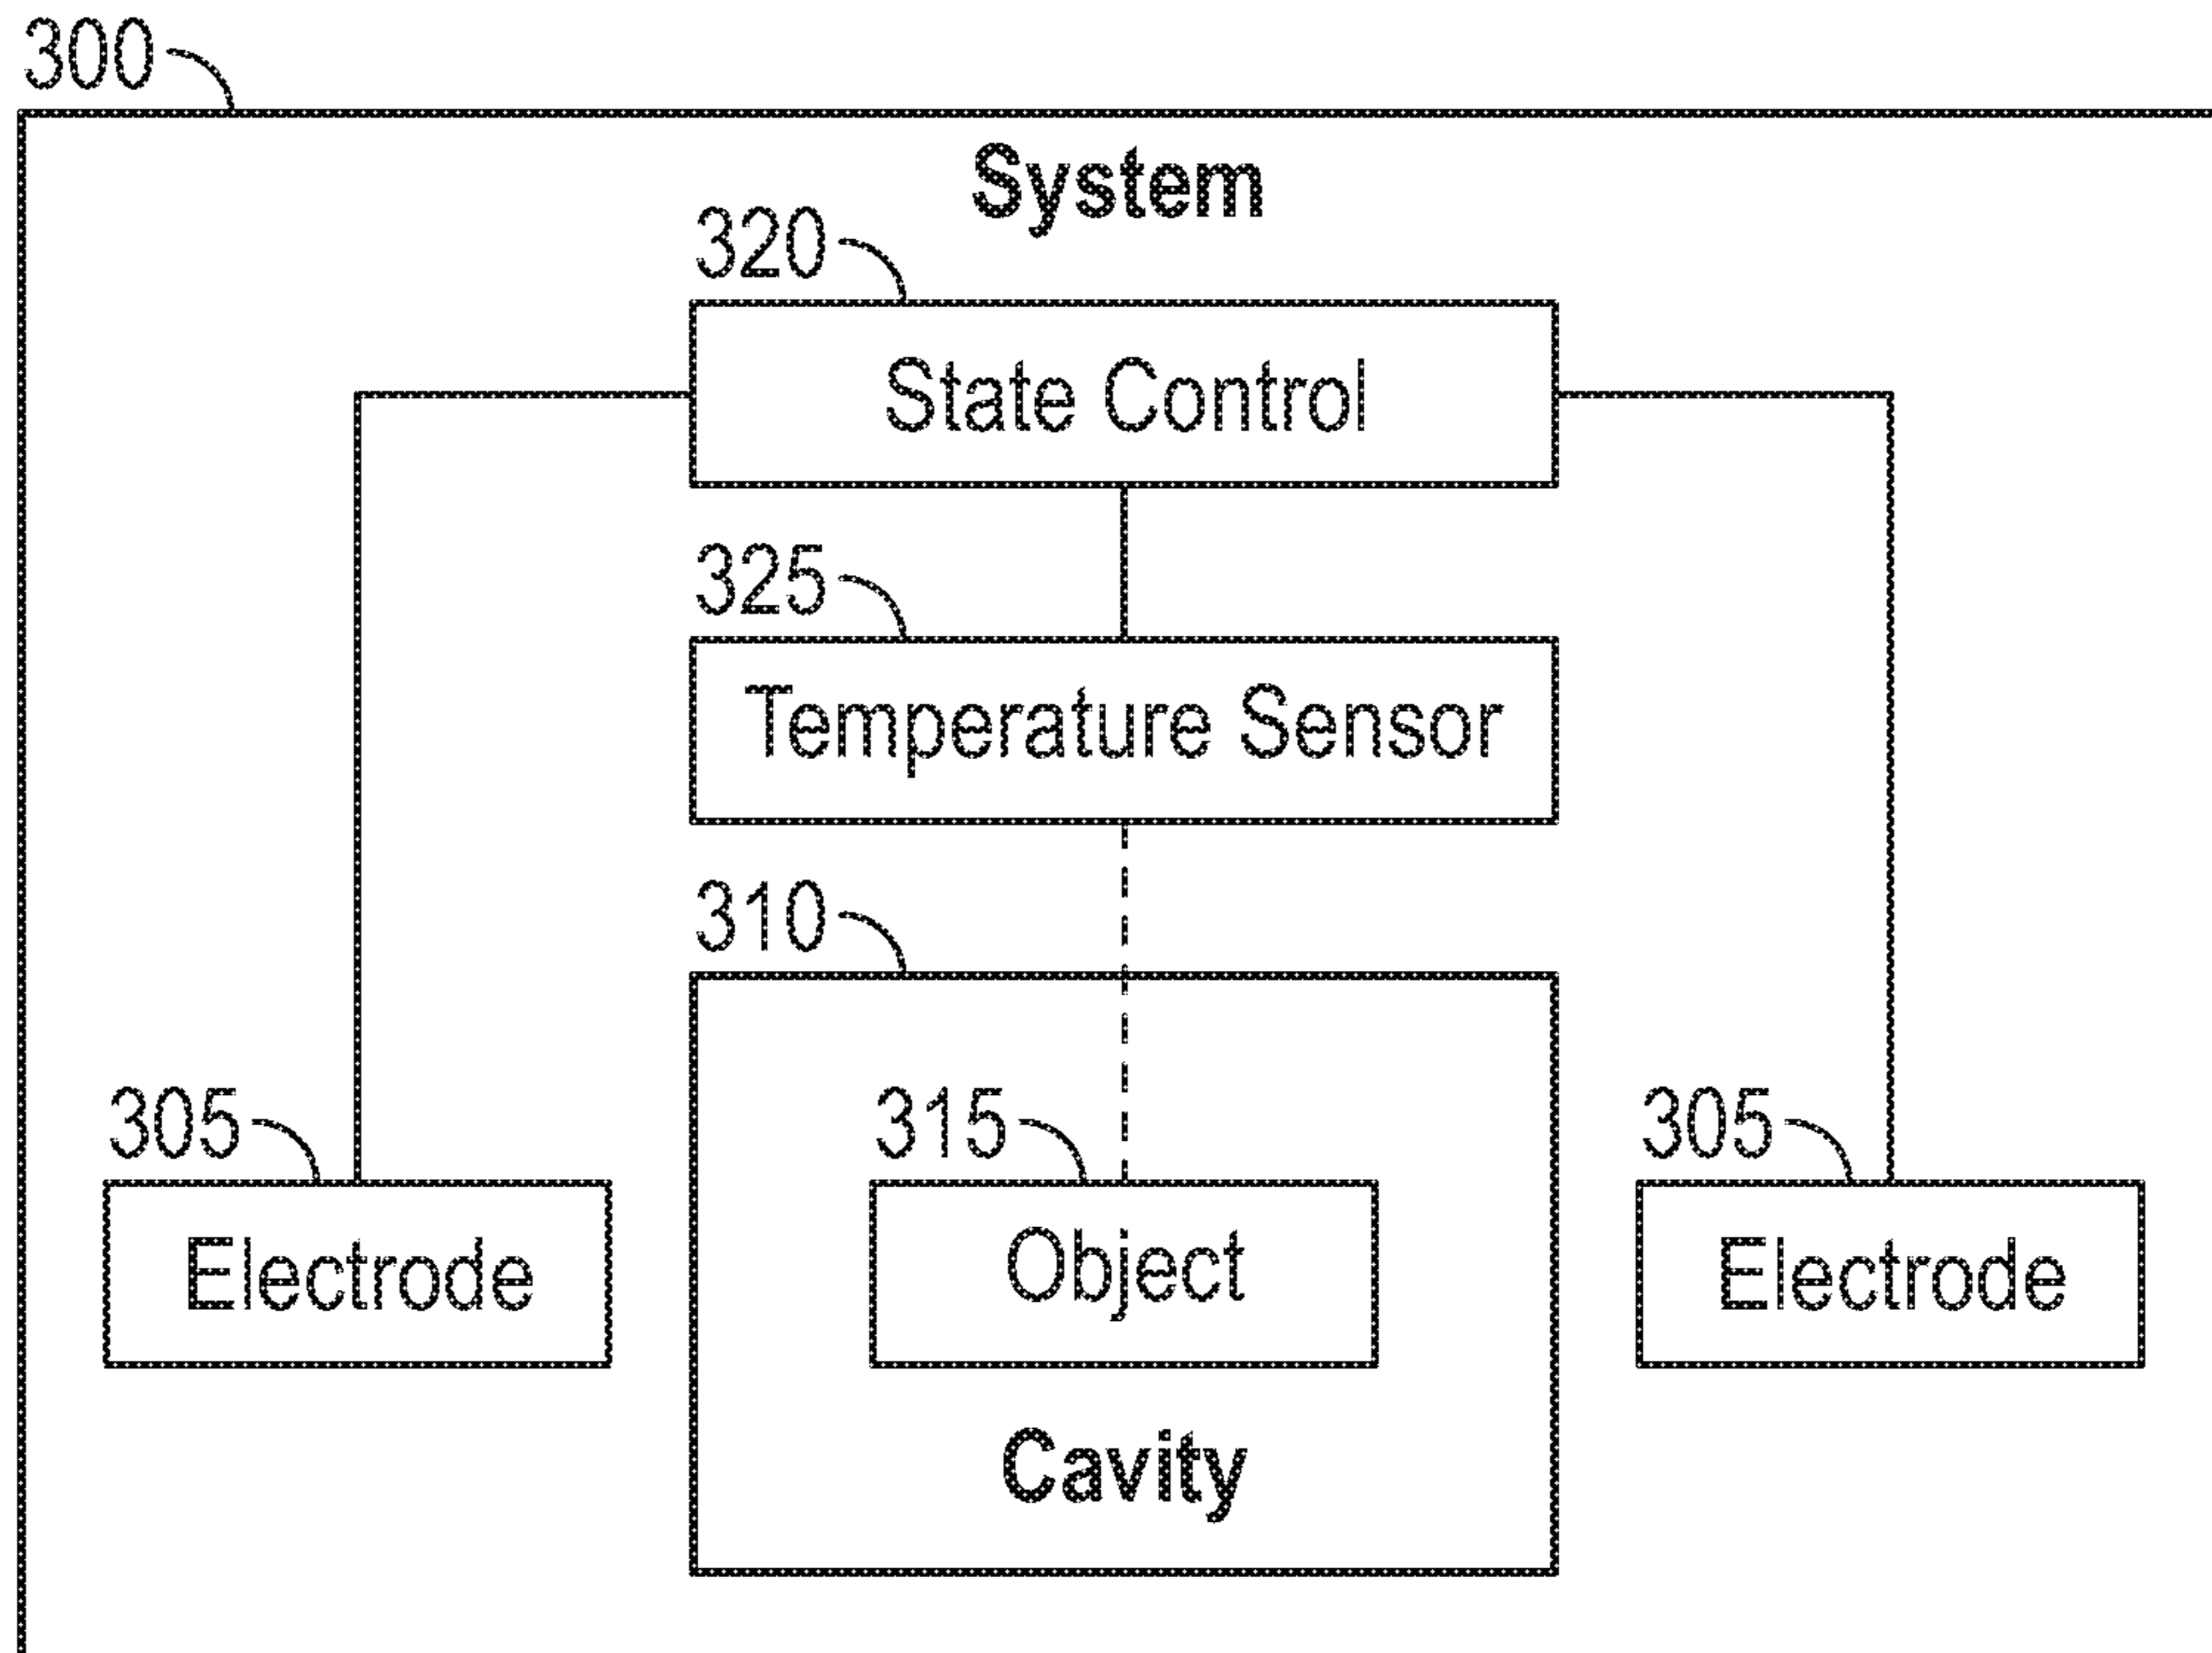 300
System
320
State Control
325
Temperature Sensor
310
305
315
305
Electrode
Object
Electrode
Cavity